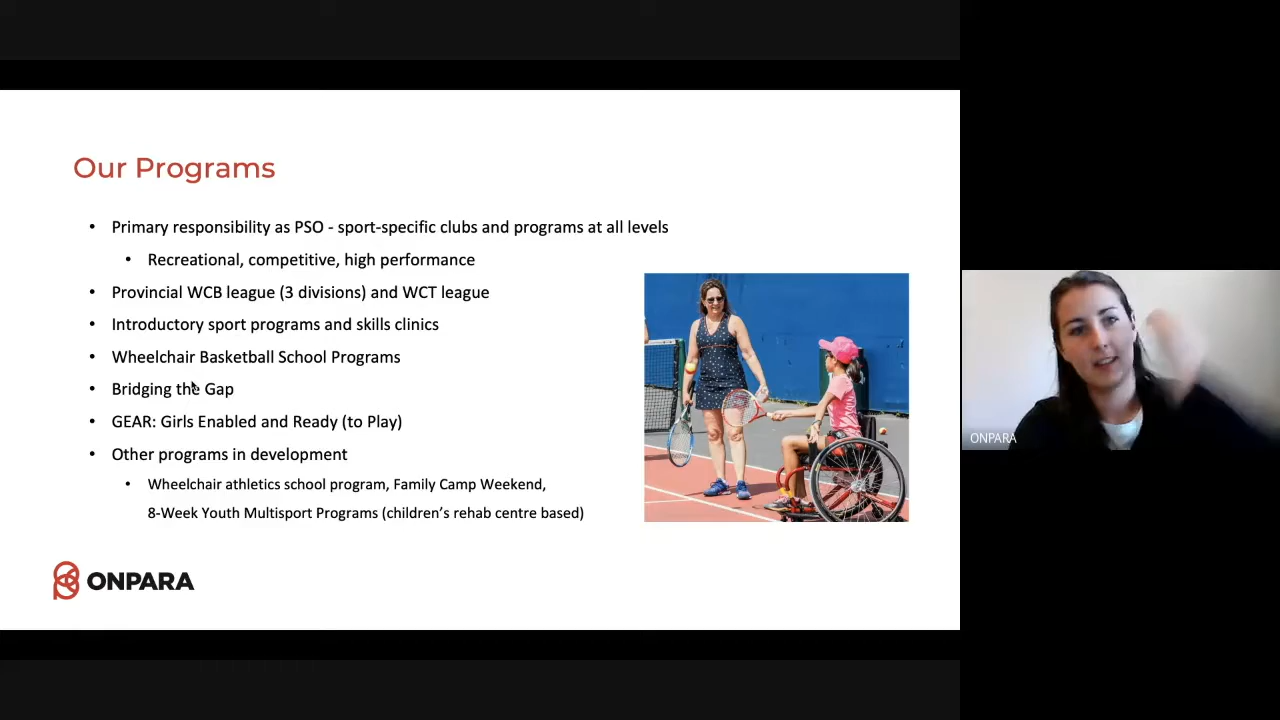 Our Programs
• Primary responsibility as PSO - sport-specific clubs and programs at all levels
• Recreational, competitive, high performance
• Provincial WCB league (3 divisions) and WCT league
• Introductory sport programs and skills clinics
• Wheelchair Basketball School Programs
• Bridging the Gap
• GEAR: Girls Enabled and Ready (to Play)
• Other programs in development
• Wheelchair athletics school program, Family Camp Weekend,
8-Week Youth Multisport Programs (children’s rehab centre based)
ONPARA
ONPARA